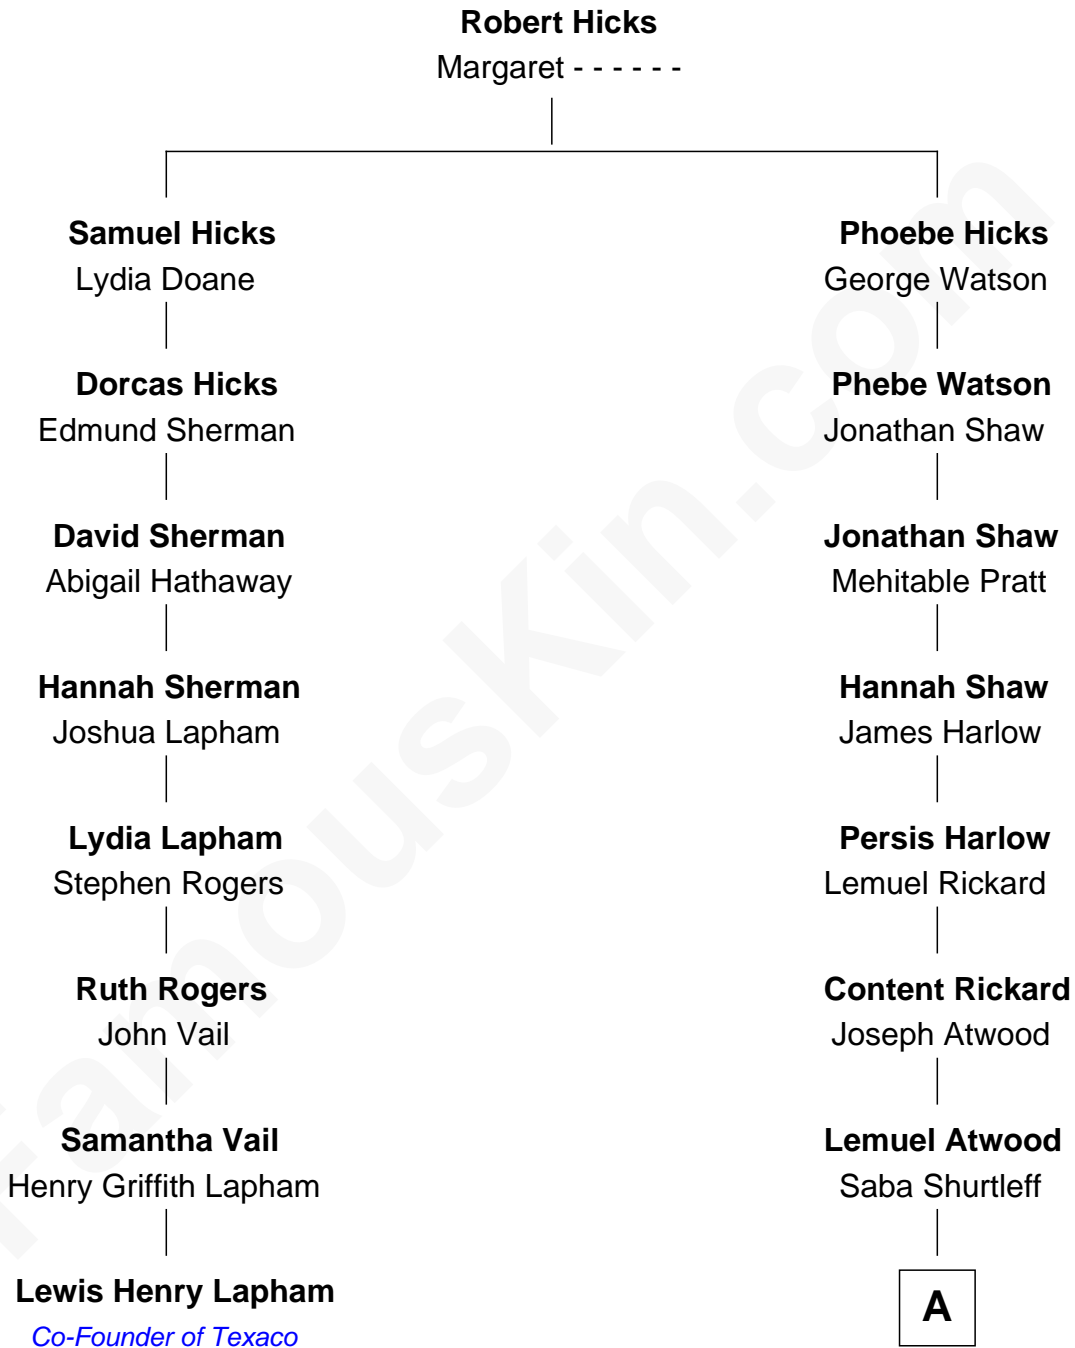 Robert Hicks
Margaret - - - - - -
Samuel Hicks
Lydia Doane
Dorcas Hicks
Edmund Sherman
David Sherman
Abigail Hathaway
Hannah Sherman
Joshua Lapham
Lydia Lapham
Stephen Rogers
Ruth Rogers
John Vail
Samantha Vail
Henry Griffith Lapham
Lewis Henry Lapham
Co-Founder of Texaco
Phoebe Hicks
George Watson
Phebe Watson
Jonathan Shaw
Jonathan Shaw
Mehitable Pratt
Hannah Shaw
James Harlow
Persis Harlow
Lemuel Rickard
Content Rickard
Joseph Atwood
Lemuel Atwood
Saba Shurtleff
A
FamousKin.com